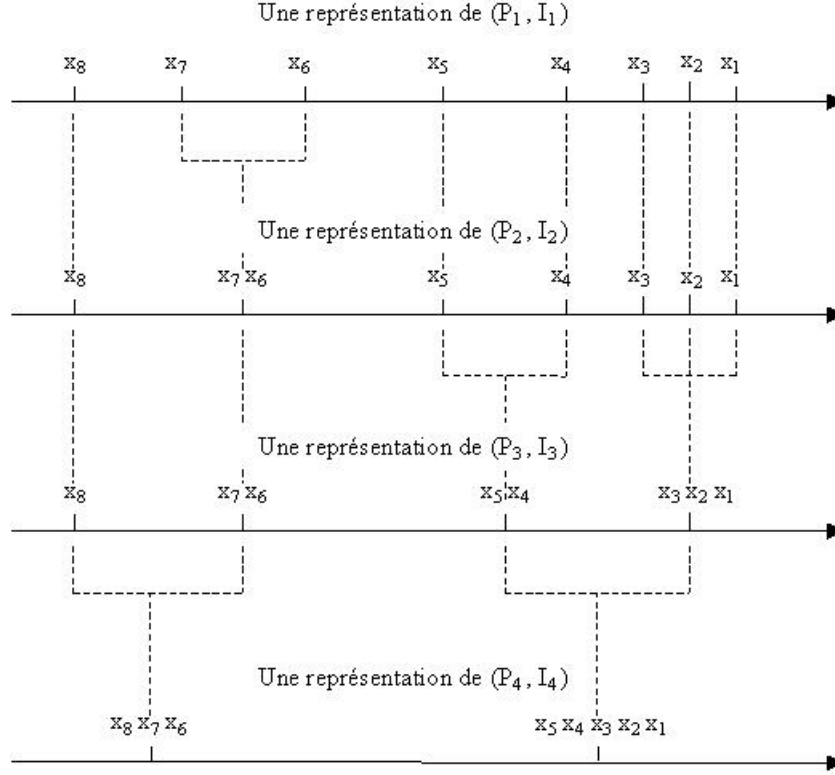 Une représentation de (P₁, I₁)
x₈ x₇ x₆ x₅ x₄ x₃ x₂ x₁
Une représentation de (P₂, I₂)
x₈ x₇ x₆ x₅ x₄ x₃ x₂ x₁
Une représentation de (P₃, I₃)
x₈ x₇ x₆ x₅ x₄ x₃ x₂ x₁
Une représentation de (P₄, I₄)
x₈ x₇ x₆ x₅ x₄ x₃ x₂ x₁